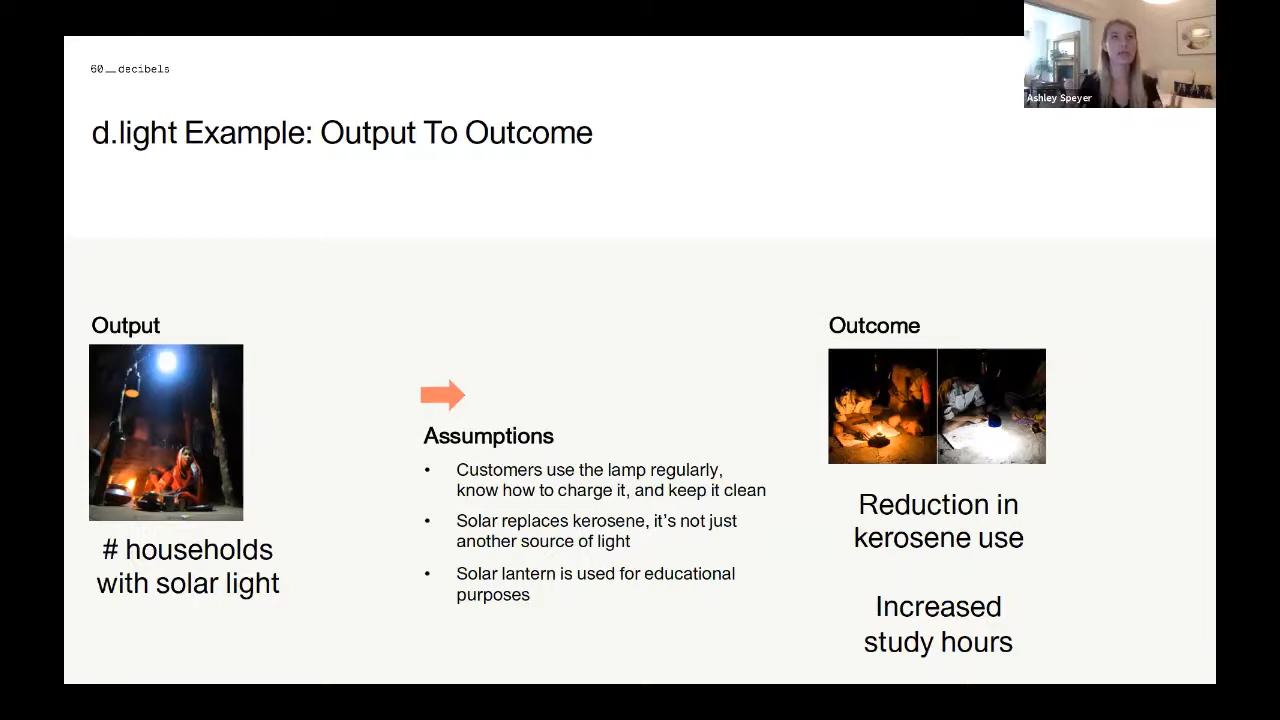 60__decibels
Ashley Speyer
d.light Example: Output To Outcome
Output
# households
with solar light
Assumptions
• Customers use the lamp regularly,
know how to charge it, and keep it clean
• Solar replaces kerosene, it’s not just
another source of light
• Solar lantern is used for educational
purposes
Outcome
Reduction in
kerosene use
Increased
study hours